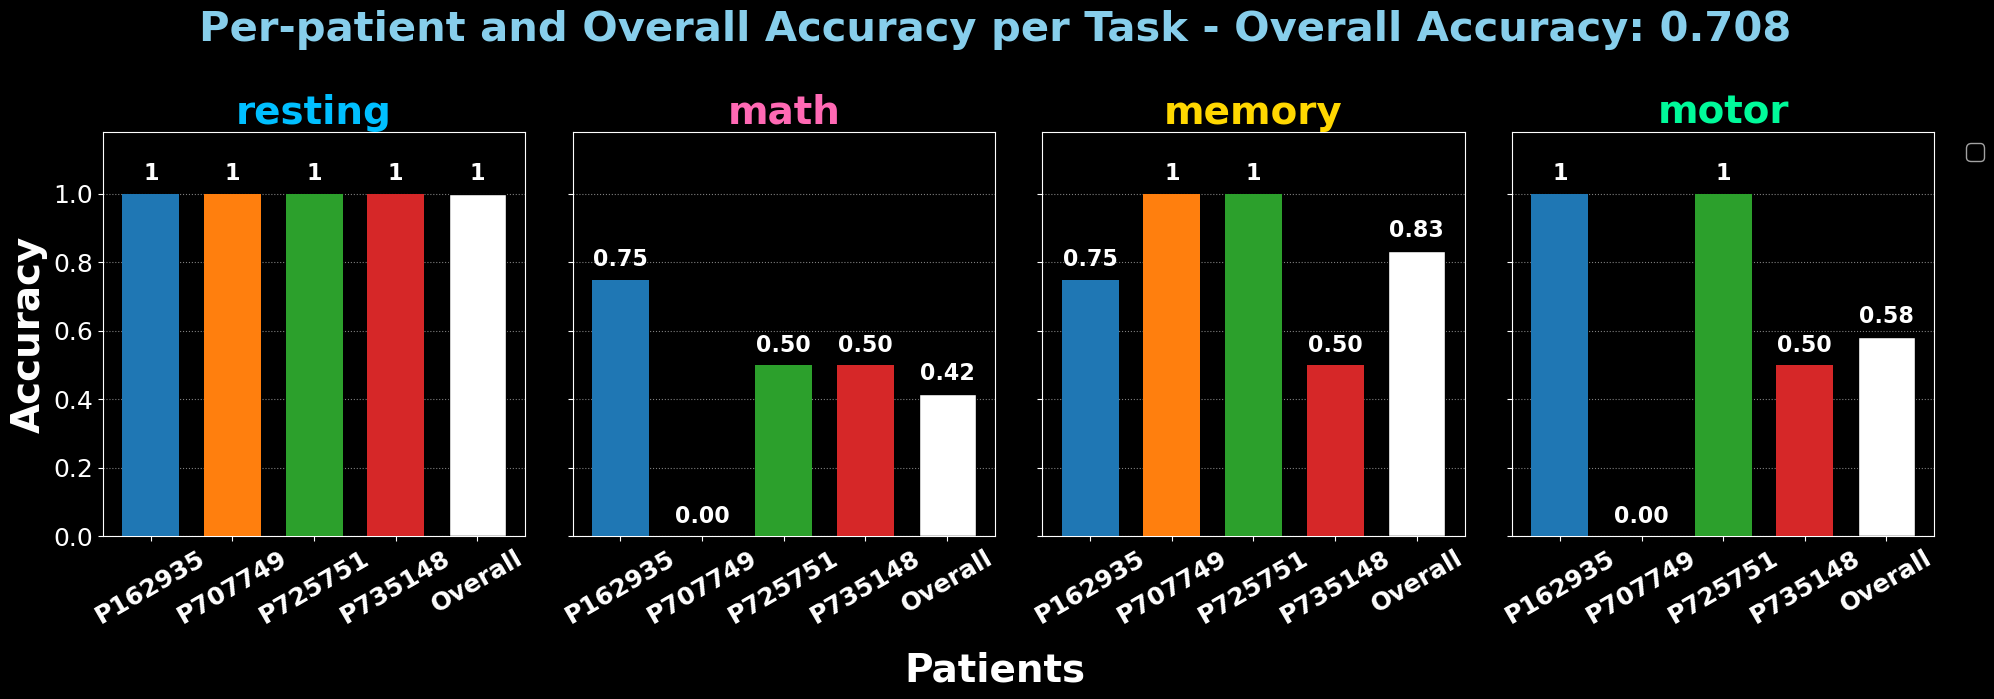 Per-patient and Overall Accuracy per Task - Overall Accuracy: 0.708
resting
math
memory
motor
Accuracy
1.0
0.8
0.6
0.4
0.2
0.0
1 1 1 1 1
0.75 0.00 0.50 0.50 0.42
0.75 1 1 0.50 0.83
1 0.00 1 0.50 0.58
P162935 P707749 P725751 P735148 Overall
P162935 P707749 P725751 P735148 Overall
P162935 P707749 P725751 P735148 Overall
P162935 P707749 P725751 P735148 Overall
Patients